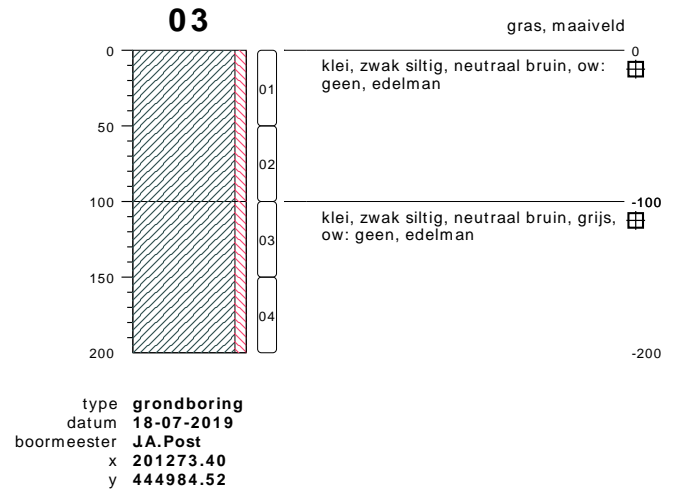 03
gras, maaiveld
0
0
klei, zwak siltig, neutraal bruin, ow:
geen, edelman
01
50
02
100
-100
klei, zwak siltig, neutraal bruin, grijs,
ow: geen, edelman
03
150
04
200
-200
type grondboring
datum 18-07-2019
boormeester J.A.Post
x 201273.40
y 444984.52